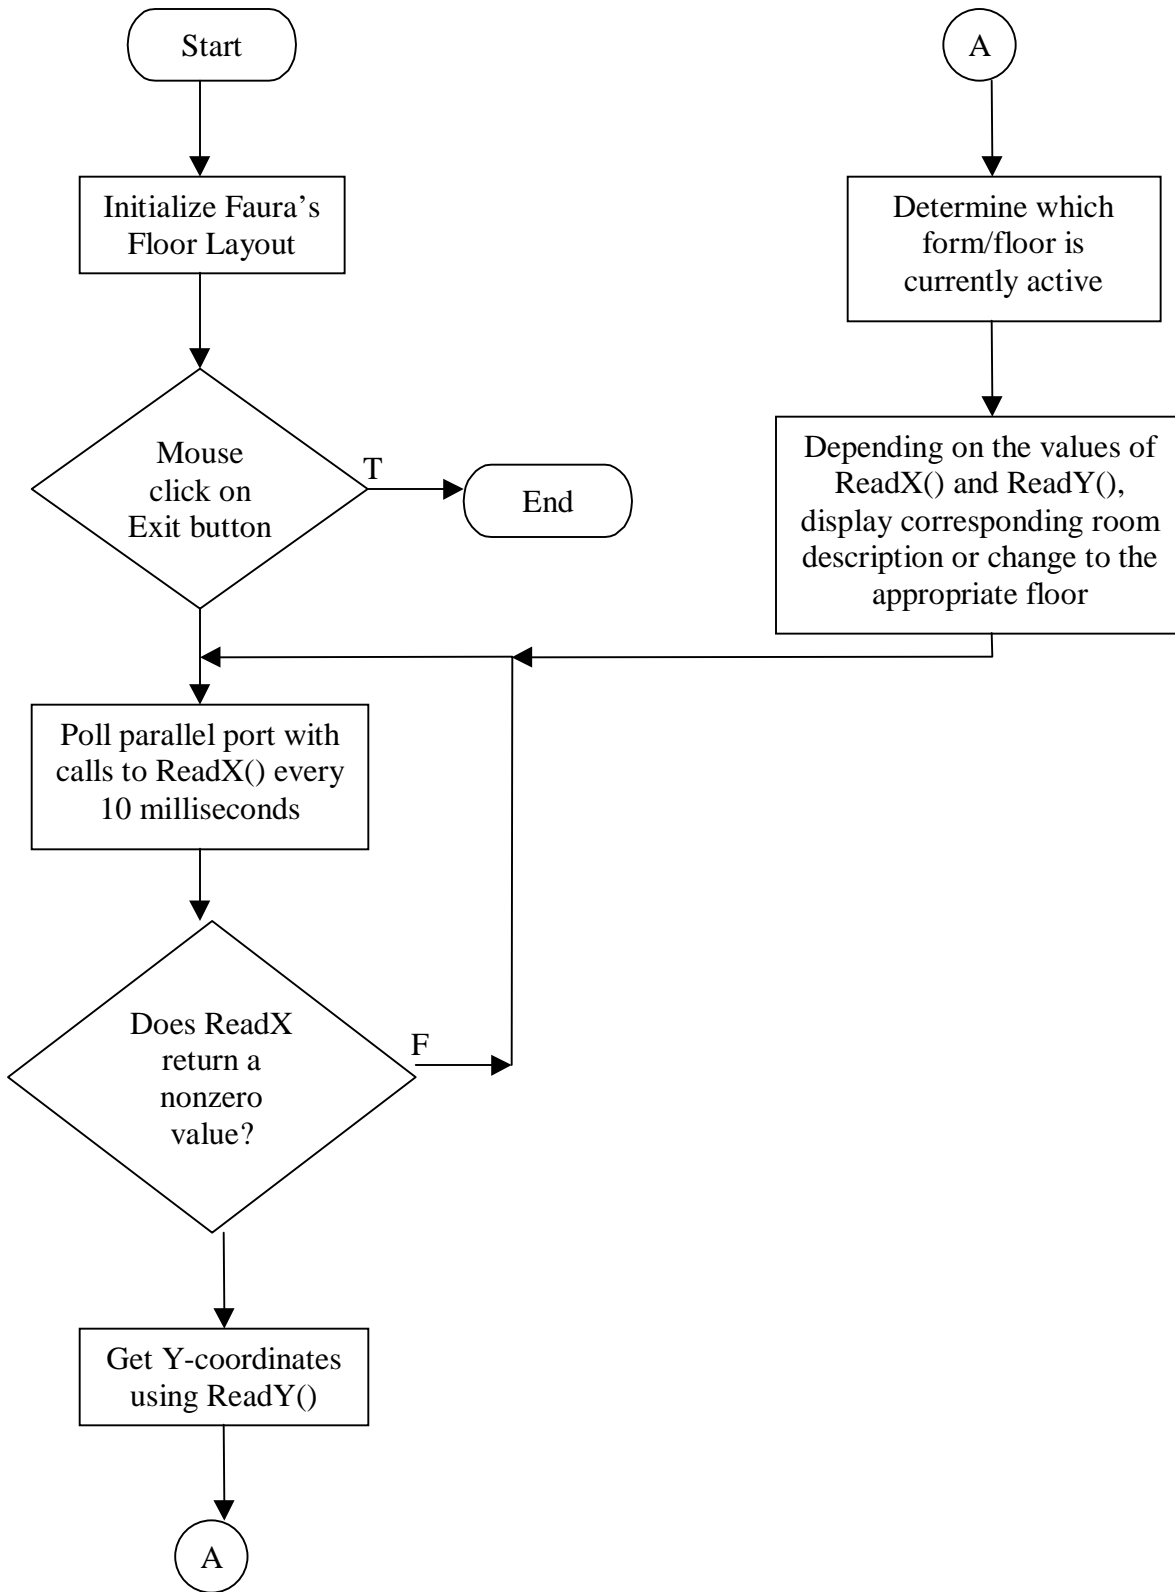 Start
Initialize Faura’s
Floor Layout
Mouse
click on
Exit button
T
End
Poll parallel port with
calls to ReadX() every
10 milliseconds
Does ReadX
return a
nonzero
value?
F
Get Y-coordinates
using ReadY()
A
A
Determine which
form/floor is
currently active
Depending on the values of
ReadX() and ReadY(),
display corresponding room
description or change to the
appropriate floor